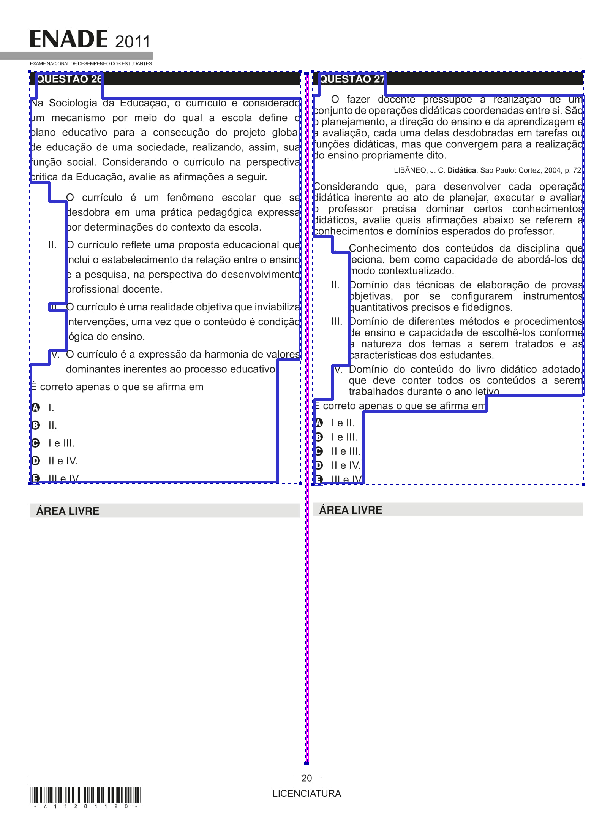 ENADE 2011
EXAME NACIONAL DE DESEMPENHO DOS ESTUDANTES
QUESTÃO 26
Na Sociologia da Educação, o currículo é considerado
um mecanismo por meio do qual a escola define o
plano educativo para a consecução do projeto global
de educação de uma sociedade, realizando, assim, sua
função social. Considerando o currículo na perspectiva
crítica da Educação, avalie as afirmações a seguir.
O currículo é um fenômeno escolar que se
desdobra em uma prática pedagógica expressa
por determinações do contexto da escola.
II. O currículo reflete uma proposta educacional que
inclui o estabelecimento da relação entre o ensino
e a pesquisa, na perspectiva do desenvolvimento
profissional docente.
III. O currículo é uma realidade objetiva que inviabiliza
intervenções, uma vez que o conteúdo é condição
lógica do ensino.
IV. O currículo é a expressão da harmonia de valores
dominantes inerentes ao processo educativo.
É correto apenas o que se afirma em
A I.
B II.
C I e III.
D II e IV.
E III e IV.
ÁREA LIVRE
QUESTÃO 27
O fazer docente pressupõe a realização de um
conjunto de operações didáticas coordenadas entre si. São
o planejamento, a direção do ensino e da aprendizagem e
a avaliação, cada uma delas desdobradas em tarefas ou
funções didáticas, mas que convergem para a realização
do ensino propriamente dito.
LIBÂNEO, J. C. Didática. São Paulo: Cortez, 2004, p. 72.
Considerando que, para desenvolver cada operação
didática inerente ao ato de planejar, executar e avaliar,
o professor precisa dominar certos conhecimentos
didáticos, avalie quais afirmações abaixo se referem a
conhecimentos e domínios esperados do professor.
Conhecimento dos conteúdos da disciplina que
leciona, bem como capacidade de abordá-los de
modo contextualizado.
II. Domínio das técnicas de elaboração de provas
objetivas, por se configurarem instrumentos
quantitativos precisos e fidedignos.
III. Domínio de diferentes métodos e procedimentos
de ensino e capacidade de escolhê-los conforme
a natureza dos temas a serem tratados e as
características dos estudantes.
IV. Domínio do conteúdo do livro didático adotado,
que deve conter todos os conteúdos a serem
trabalhados durante o ano letivo.
É correto apenas o que se afirma em
A I e II.
B I e III.
C II e III.
D II e IV.
E III e IV.
ÁREA LIVRE
20
LICENCIATURA